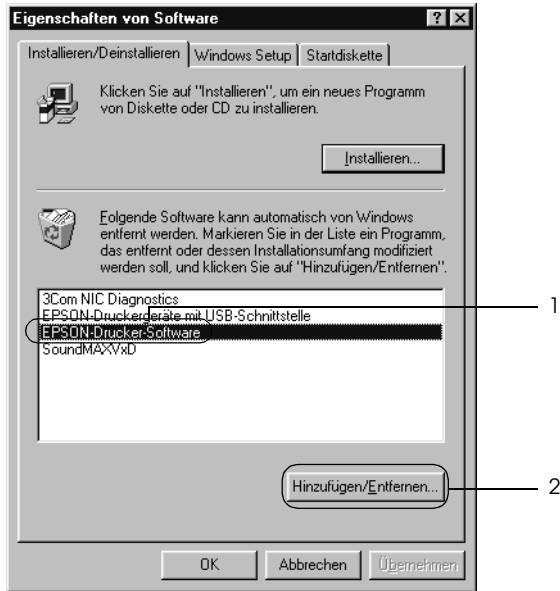 Eigenschaften von Software
Installieren/Deinstallieren Windows Setup Startdiskette
Klicken Sie auf "Installieren", um ein neues Programm
von Diskette oder CD zu installieren.
Installieren...
Folgende Software kann automatisch von Windows
entfernt werden. Markieren Sie in der Liste ein Programm,
das entfernt oder dessen Installationsumfang modifiziert
werden soll, und klicken Sie auf "Hinzufügen/Entfernen".
3Com NIC Diagnostics
EPSON-Druckergeräte mit USB-Schnittstelle
1
EPSON-Drucker-Software
SoundMAXVxD
Hinzufügen/Entfernen...
2
OK Abbrechen Übernehmen